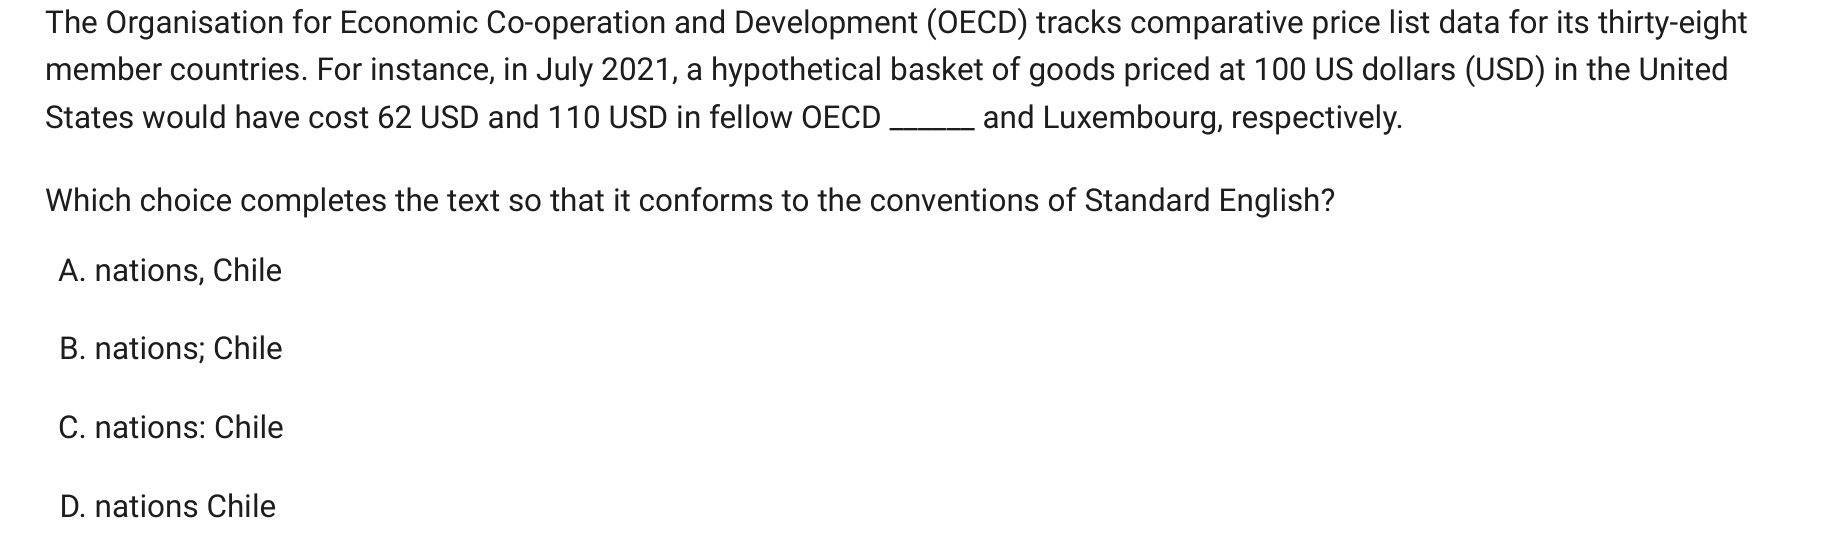 The Organisation for Economic Co-operation and Development (OECD) tracks comparative price list data for its thirty-eight
member countries. For instance, in July 2021, a hypothetical basket of goods priced at 100 US dollars (USD) in the United
States would have cost 62 USD and 110 USD in fellow OECD ______ and Luxembourg, respectively.
Which choice completes the text so that it conforms to the conventions of Standard English?
A. nations, Chile
B. nations; Chile
C. nations: Chile
D. nations Chile